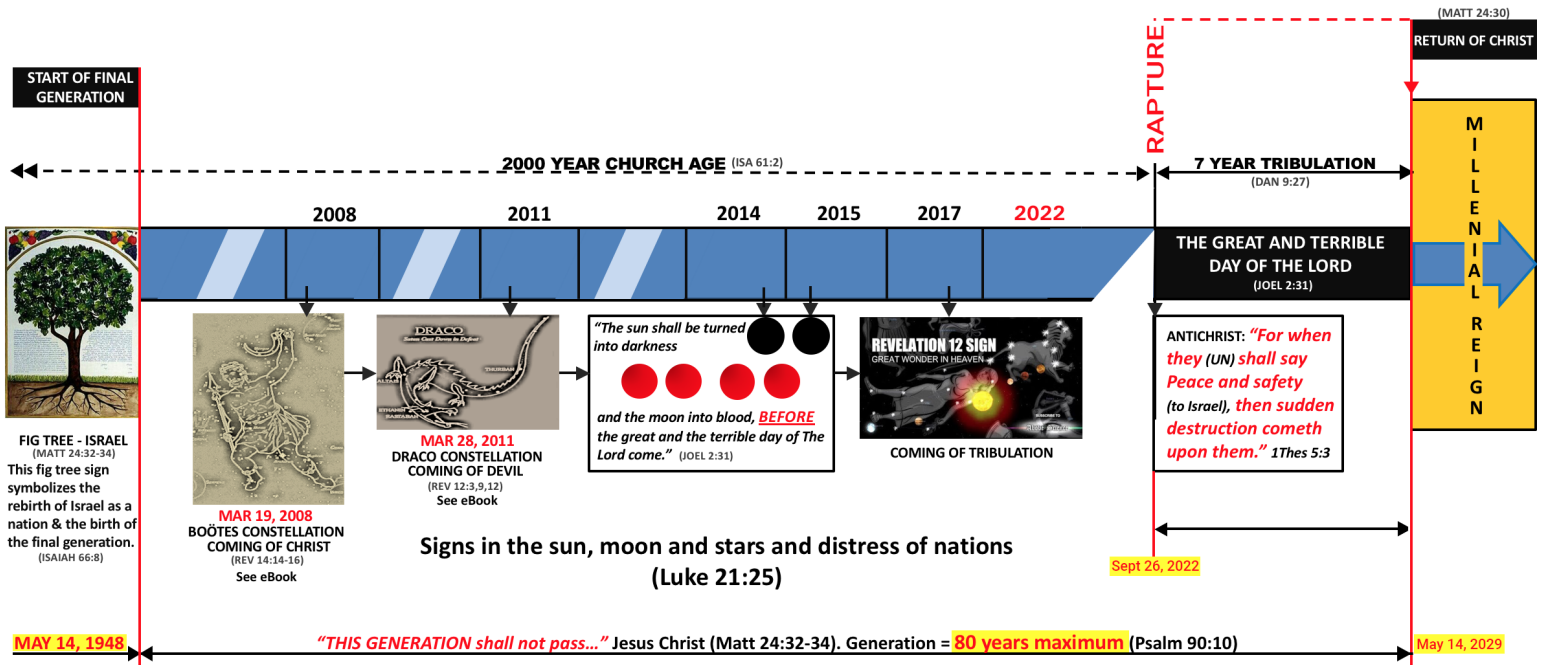 (MATT 24:30)
RETURN OF CHRIST
RAPTURE
START OF FINAL
GENERATION
2000 YEAR CHURCH AGE (ISA 61:2)
7 YEAR TRIBULATION
(DAN 9:27)
2008
2011
2014
2015
2017
2022
THE GREAT AND TERRIBLE
DAY OF THE LORD
(JOEL 2:31)
MILLENIAL REIGN
FIG TREE - ISRAEL
(MATT 24:32-34)
This fig tree sign
symbolizes the
rebirth of Israel as a
nation & the birth of
the final generation.
(ISAIAH 66:8)
MAR 19, 2008
BOÖTES CONSTELLATION
COMING OF CHRIST
(REV 14:14-16)
See eBook
DRACO
THURBAN
ALTAIS
ETHANIN
RASTABAN
MAR 28, 2011
DRACO CONSTELLATION
COMING OF DEVIL
(REV 12:3,9,12)
See eBook
“The sun shall be turned
into darkness
and the moon into blood, BEFORE
the great and the terrible day of The
Lord come.” (JOEL 2:31)
REVELATION 12 SIGN
GREAT WONDER IN HEAVEN
SUBSCRIBE TO
COMING OF TRIBULATION
ANTICHRIST: “For when
they (UN) shall say
Peace and safety
(to Israel), then sudden
destruction cometh
upon them.” 1Thes 5:3
Signs in the sun, moon and stars and distress of nations
(Luke 21:25)
Sept 26, 2022
MAY 14, 1948
“THIS GENERATION shall not pass…” Jesus Christ (Matt 24:32-34). Generation = 80 years maximum (Psalm 90:10)
May 14, 2029